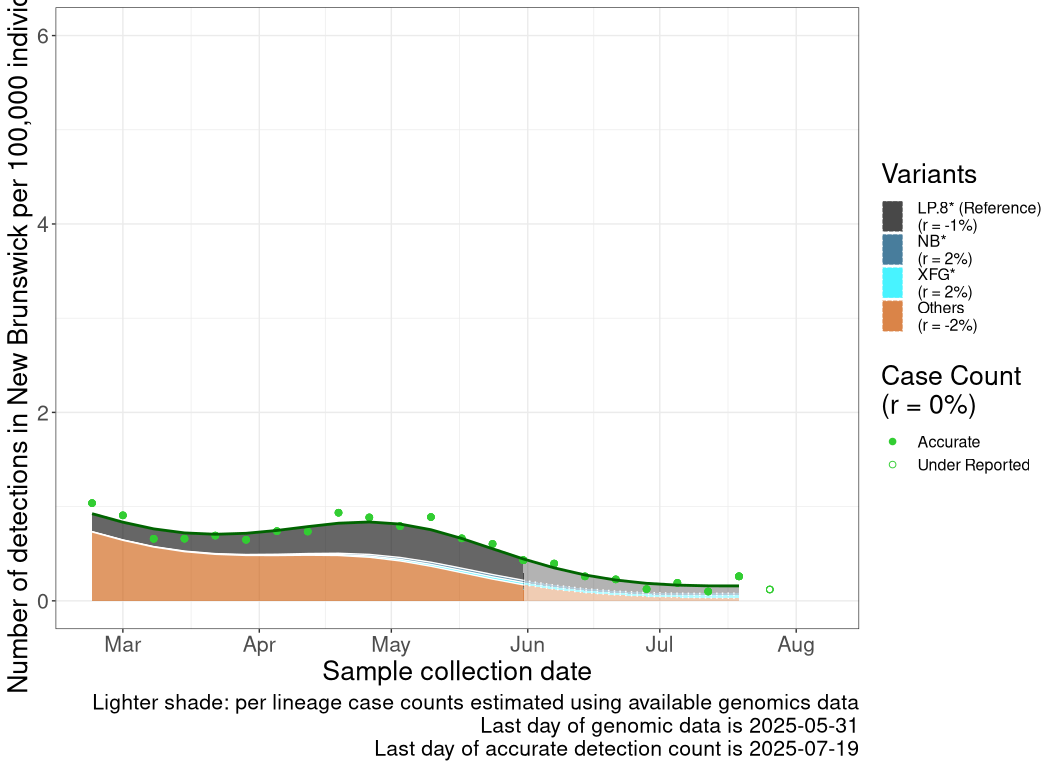 Number of detections in New Brunswick per 100,000
6
4
2
0
Mar Apr May Jun Jul Aug
Sample collection date
Lighter shade: per lineage case counts estimated using available genomics data
Last day of genomic data is 2025-05-31
Last day of accurate detection count is 2025-07-19
Variants
LP.8* (Reference)
(r = -1%)
NB*
(r = 2%)
XFG*
(r = 2%)
Others
(r = -2%)
Case Count
(r = 0%)
Accurate
Under Reported